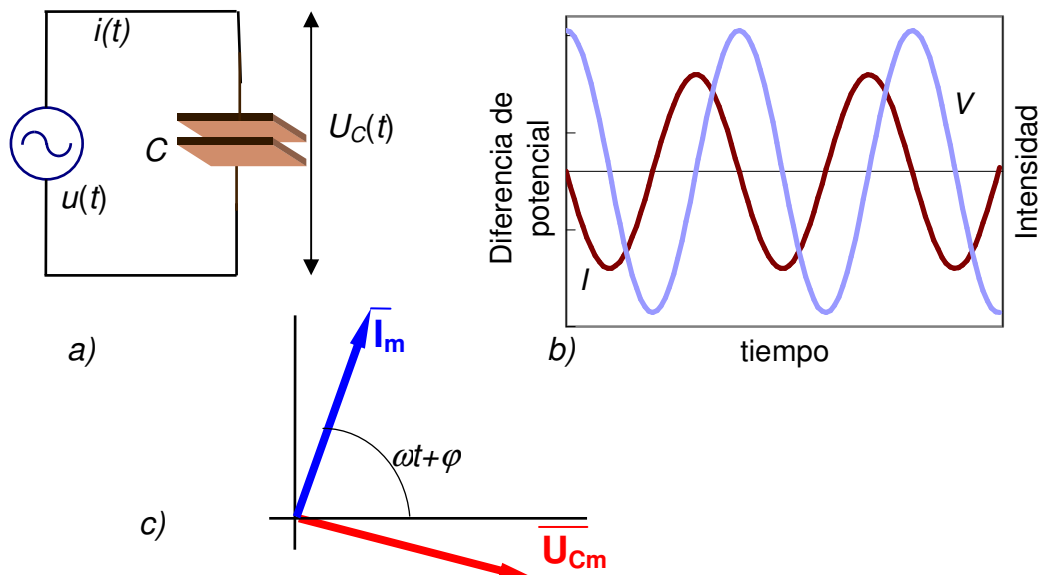 i(t)
C
U_C(t)
u(t)
a)
Diferencia de
potencial
V
I
Intensidad
b)
tiempo
I_m
ωt+φ
c)
U_Cm